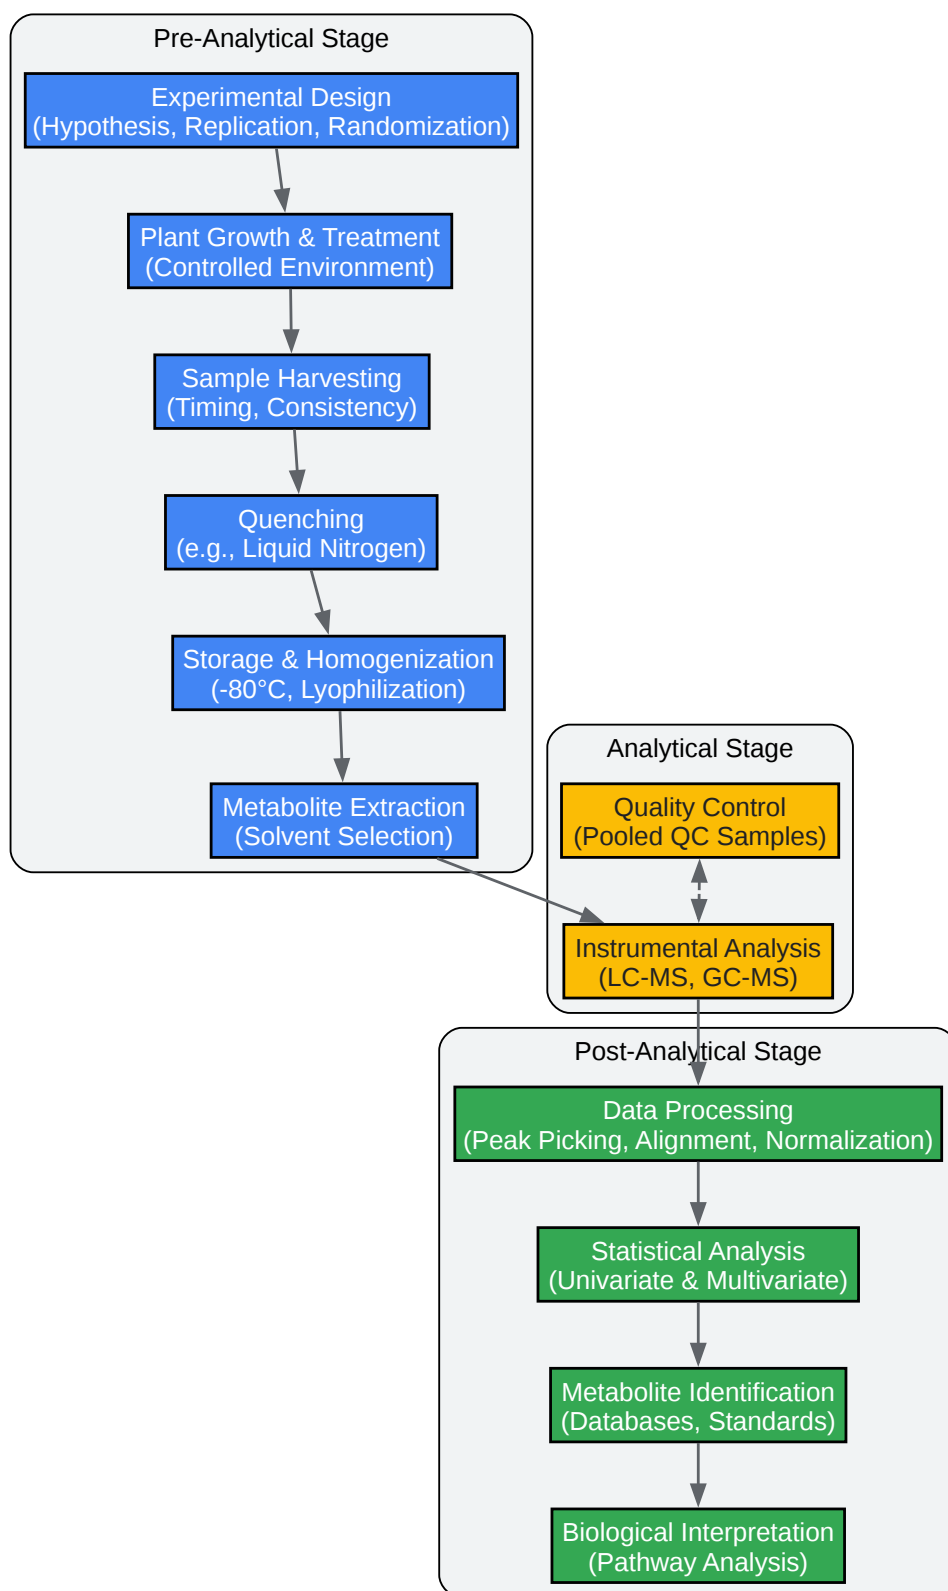 Pre-Analytical Stage
Experimental Design
(Hypothesis, Replication, Randomization)
Plant Growth & Treatment
(Controlled Environment)
Sample Harvesting
(Timing, Consistency)
Quenching
(e.g., Liquid Nitrogen)
Storage & Homogenization
(-80°C, Lyophilization)
Metabolite Extraction
(Solvent Selection)
Analytical Stage
Quality Control
(Pooled QC Samples)
Instrumental Analysis
(LC-MS, GC-MS)
Post-Analytical Stage
Data Processing
(Peak Picking, Alignment, Normalization)
Statistical Analysis
(Univariate & Multivariate)
Metabolite Identification
(Databases, Standards)
Biological Interpretation
(Pathway Analysis)